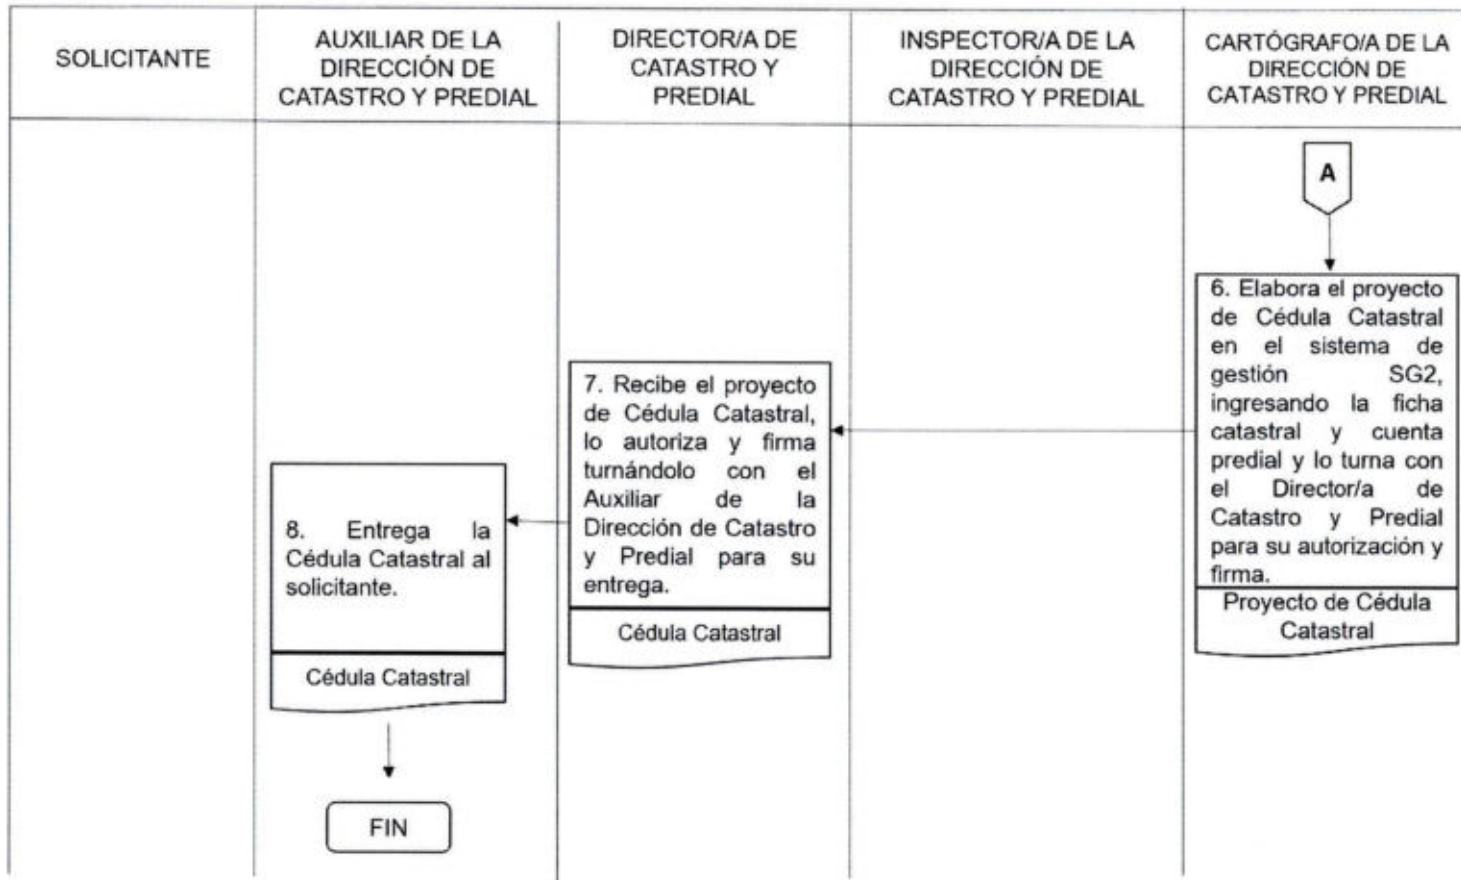 SOLICITANTE
AUXILIAR DE LA
DIRECCIÓN DE
CATASTRO Y PREDIAL
DIRECTOR/A DE
CATASTRO Y
PREDIAL
INSPECTOR/A DE LA
DIRECCIÓN DE
CATASTRO Y PREDIAL
CARTÓGRAFO/A DE LA
DIRECCIÓN DE
CATASTRO Y PREDIAL
A
6. Elabora el proyecto
de Cédula Catastral
en el sistema de
gestión SG2,
ingresando la ficha
catastral y cuenta
predial y lo turna con
el Director/a de
Catastro y Predial
para su autorización y
firma.
Proyecto de Cédula
Catastral
7. Recibe el proyecto
de Cédula Catastral,
lo autoriza y firma
turnándolo con el
Auxiliar de la
Dirección de Catastro
y Predial para su
entrega.
Cédula Catastral
8. Entrega la
Cédula Catastral al
solicitante.
Cédula Catastral
FIN